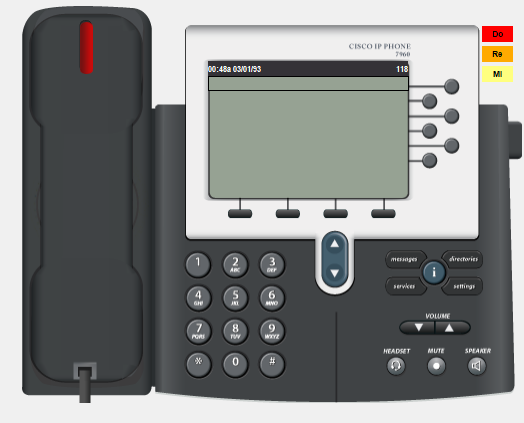 Do
Re
MI
CISCO IP PHONE
7960
00:48a 03/01/93 118
1 2 ABC 3 DEF
4 GHI 5 JKL 6 MNO
7 PQRS 8 TUV 9 WXYZ
* 0 #
messages directories
i
services settings
VOLUME
HEADSET MUTE SPEAKER